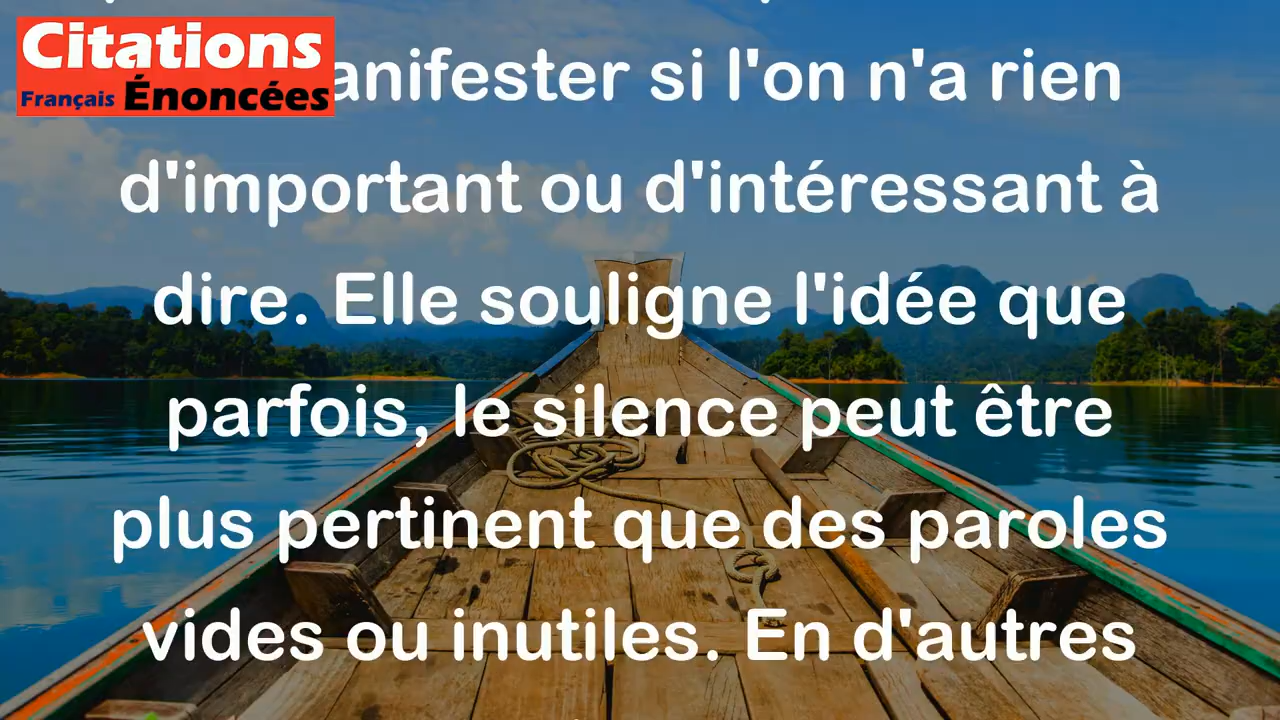 Citations
Français Énoncées
anifester si l'on n'a rien
d'important ou d'intéressant à
dire. Elle souligne l'idée que
parfois, le silence peut être
plus pertinent que des paroles
vides ou inutiles. En d'autres